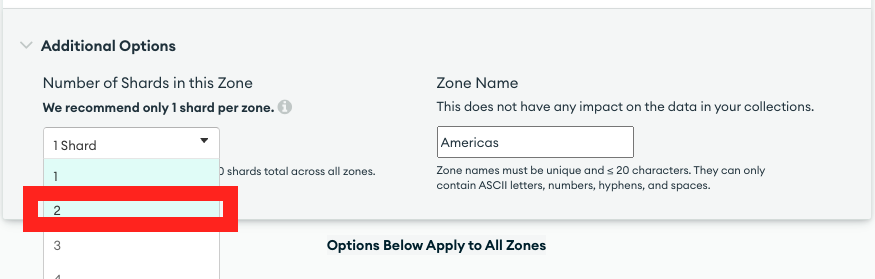 Additional Options
Number of Shards in this Zone
We recommend only 1 shard per zone.
1 Shard
shards total across all zones.
1
2
3
Zone Name
This does not have any impact on the data in your collections.
Americas
Zone names must be unique and ≤ 20 characters. They can only
contain ASCII letters, numbers, hyphens, and spaces.
Options Below Apply to All Zones